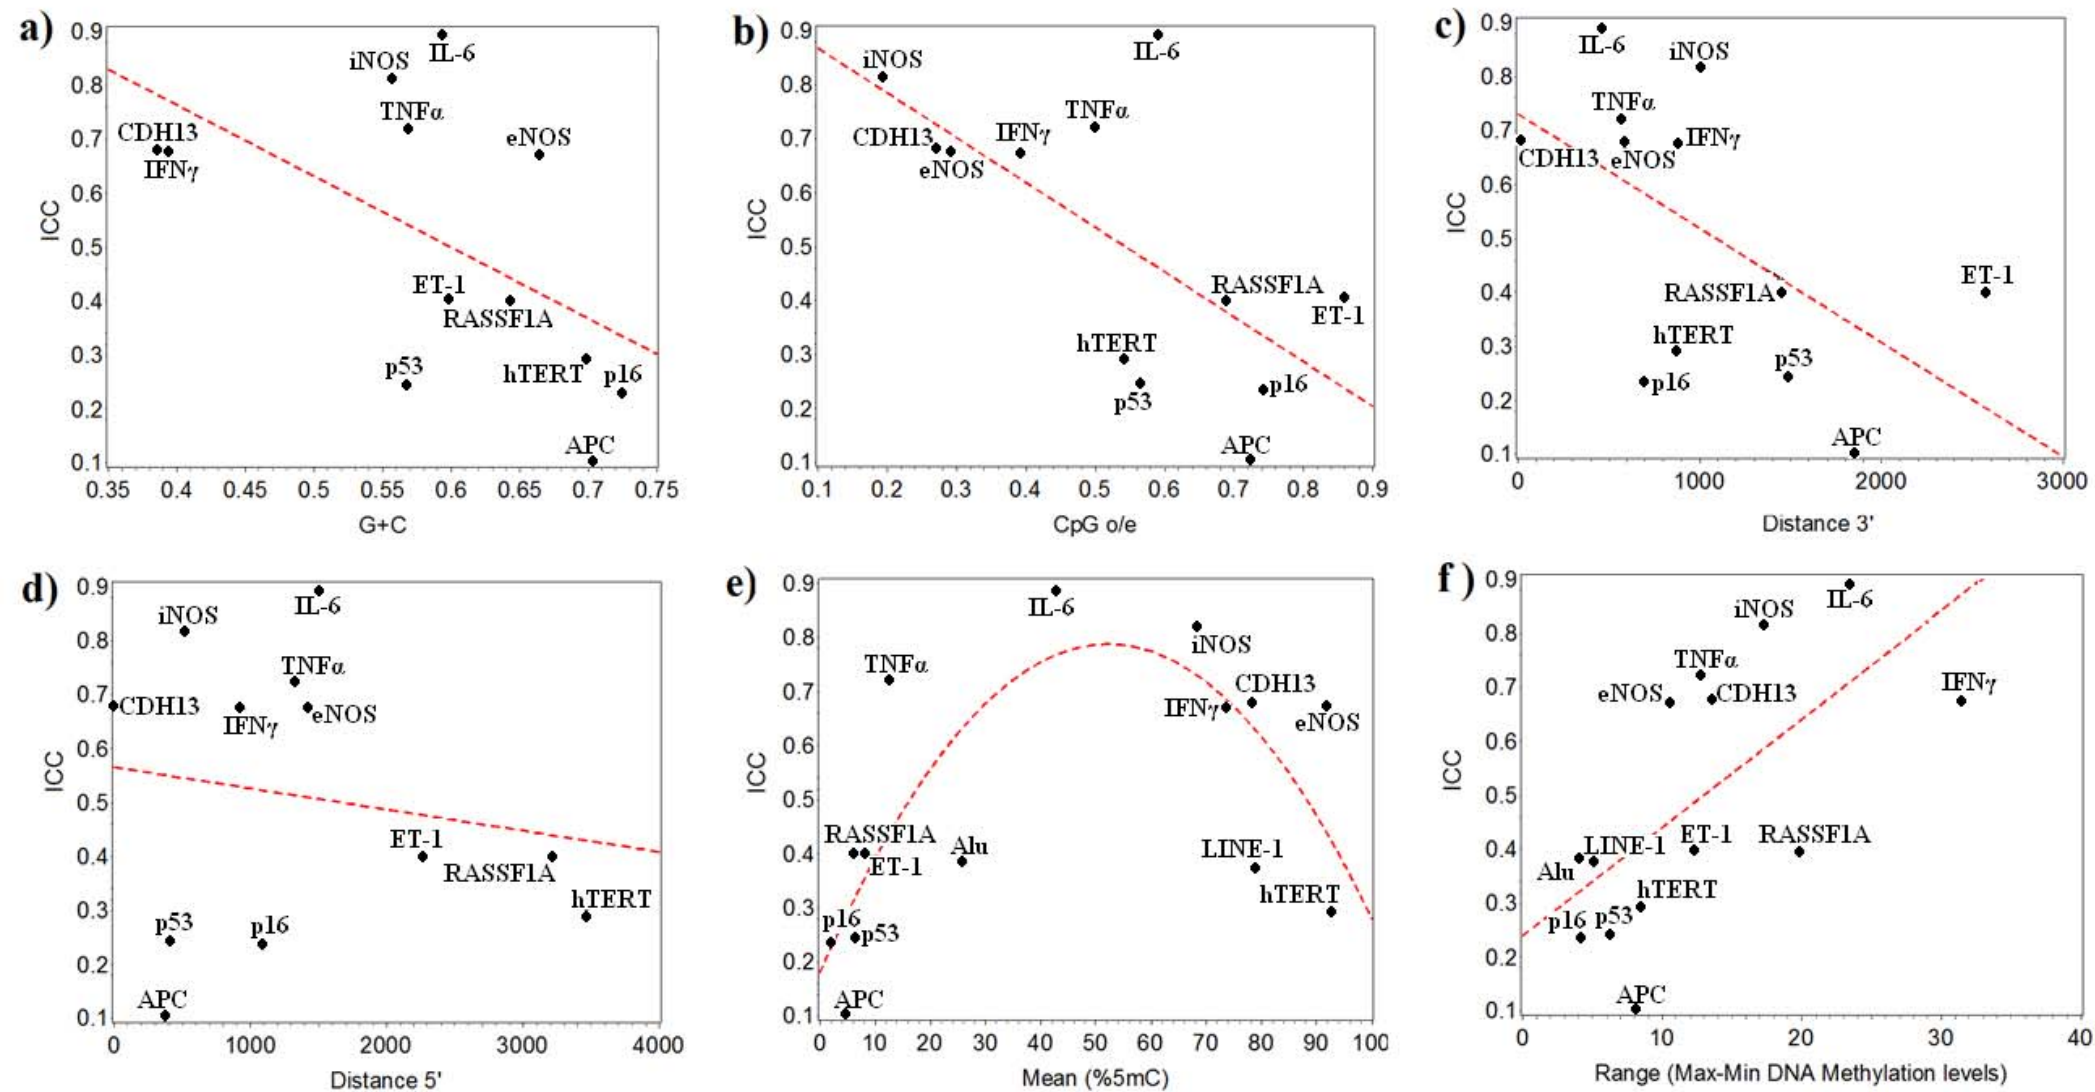 a)
0.9
0.8
0.7
0.6
0.5
0.4
0.3
0.2
0.1
ICC
IL-6
iNOS
TNFα
CDH13
eNOS
IFNγ
ET-1
RASSF1A
p53
hTERT
p16
APC
0.35 0.4 0.45 0.5 0.55 0.6 0.65 0.7 0.75
G+C
b)
0.9
0.8
0.7
0.6
0.5
0.4
0.3
0.2
0.1
ICC
iNOS
IL-6
TNFα
CDH13
IFNγ
eNOS
RASSF1A
ET-1
hTERT
p53
p16
APC
0.1 0.2 0.3 0.4 0.5 0.6 0.7 0.8 0.9
CpG o/e
c)
0.9
0.8
0.7
0.6
0.5
0.4
0.3
0.2
0.1
ICC
IL-6
iNOS
TNFα
IFNγ
CDH13
eNOS
ET-1
RASSF1A
hTERT
p53
p16
APC
0 1000 2000 3000
Distance 3'
d)
0.9
0.8
0.7
0.6
0.5
0.4
0.3
0.2
0.1
ICC
iNOS
IL-6
TNFα
CDH13
IFNγ
eNOS
ET-1
RASSF1A
hTERT
p53
p16
APC
0 1000 2000 3000 4000
Distance 5'
e)
0.9
0.8
0.7
0.6
0.5
0.4
0.3
0.2
0.1
ICC
IL-6
iNOS
TNFα
CDH13
IFNγ
eNOS
RASSF1A
ET-1
Alu
LINE-1
hTERT
p16
p53
APC
0 10 20 30 40 50 60 70 80 90 100
Mean (%5mC)
f )
0.9
0.8
0.7
0.6
0.5
0.4
0.3
0.2
0.1
ICC
IL-6
iNOS
TNFα
eNOS
CDH13
IFNγ
LINE-1
ET-1
RASSF1A
Alu
hTERT
p16
p53
APC
0 10 20 30 40
Range (Max-Min DNA Methylation levels)